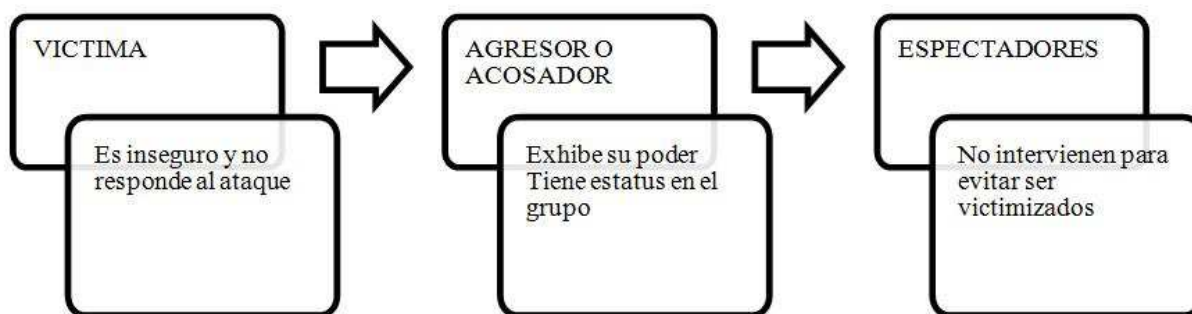 VICTIMA
Es inseguro y no
responde al ataque
AGRESOR O
ACOSADOR
Exhibe su poder
Tiene estatus en el
grupo
ESPECTADORES
No intervienen para
evitar ser
victimizados